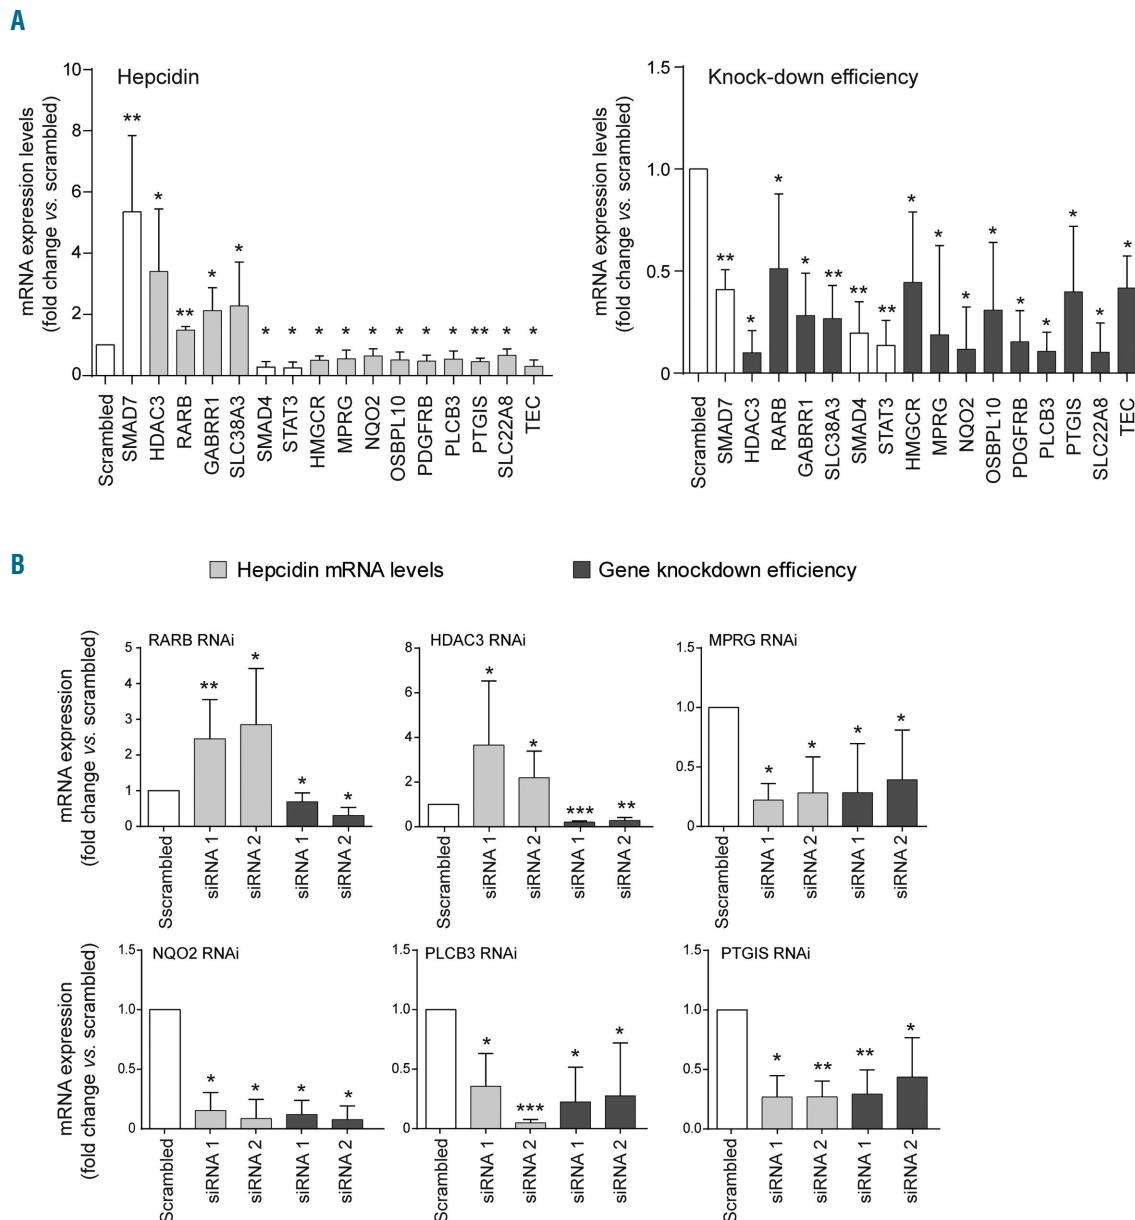 A
Hepcidin
mRNA expression levels
(fold change vs. scrambled)
10
8
6
4
2
0
** * ** * * * * * * * * * * ** * *
Scrambled
SMAD7
HDAC3
RARB
GABRR1
SLC38A3
SMAD4
STAT3
HMGCR
MPRG
NQO2
OSBPL10
PDGFRB
PLCB3
PTGIS
SLC22A8
TEC
Knock-down efficiency
mRNA expression levels
(fold change vs. scrambled)
1.5
1.0
0.5
0
** * * * ** ** ** * * * * * * * * *
Scrambled
SMAD7
HDAC3
RARB
GABRR1
SLC38A3
SMAD4
STAT3
HMGCR
MPRG
NQO2
OSBPL10
PDGFRB
PLCB3
PTGIS
SLC22A8
TEC
B
Hepcidin mRNA levels
Gene knockdown efficiency
RARB RNAi
mRNA expression
(fold change vs. scrambled)
5
4
3
2
1
0
** * * *
Sscrambled
siRNA 1
siRNA 2
siRNA 1
siRNA 2
HDAC3 RNAi
8
6
4
2
0
* * *** **
Scrambled
siRNA 1
siRNA 2
siRNA 1
siRNA 2
MPRG RNAi
1.5
1.0
0.5
0
* * * *
Scrambled
siRNA 1
siRNA 2
siRNA 1
siRNA 2
NQO2 RNAi
mRNA expression
(fold change vs. scrambled)
1.5
1.0
0.5
0
* * * *
Scrambled
siRNA 1
siRNA 2
siRNA 1
siRNA 2
PLCB3 RNAi
1.5
1.0
0.5
0
* *** * *
Scrambled
siRNA 1
siRNA 2
siRNA 1
siRNA 2
PTGIS RNAi
1.5
1.0
0.5
0.0
* ** ** *
Scrambled
siRNA 1
siRNA 2
siRNA 1
siRNA 2